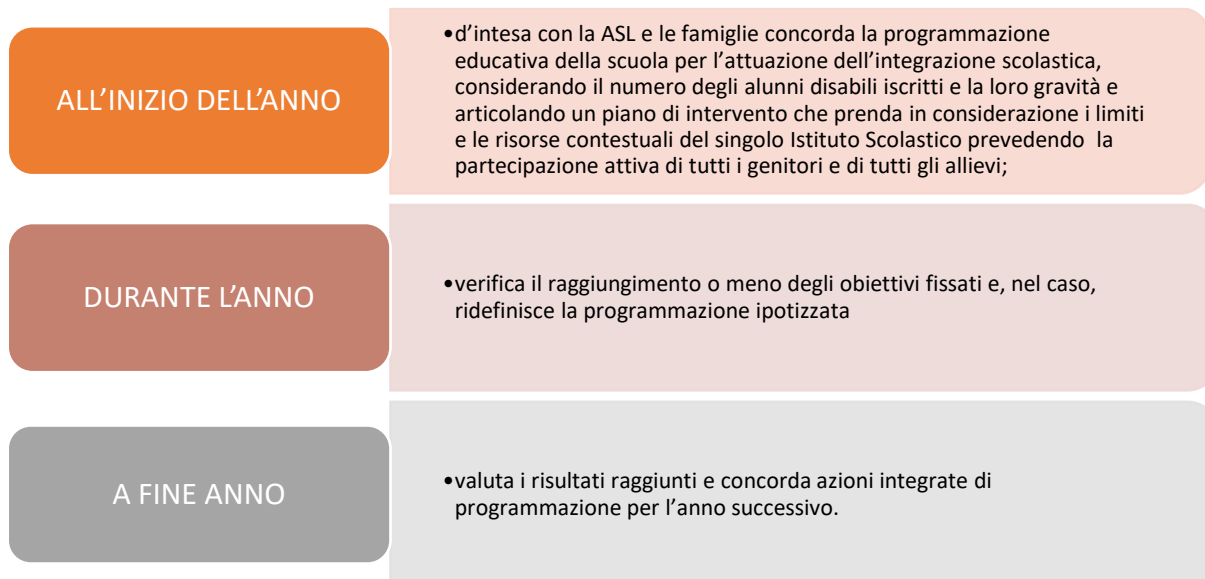 ALL’INIZIO DELL’ANNO
•d’intesa con la ASL e le famiglie concorda la programmazione
educativa della scuola per l’attuazione dell’integrazione scolastica,
considerando il numero degli alunni disabili iscritti e la loro gravità e
articolando un piano di intervento che prenda in considerazione i limiti
e le risorse contestuali del singolo Istituto Scolastico prevedendo la
partecipazione attiva di tutti i genitori e di tutti gli allievi;
DURANTE L’ANNO
•verifica il raggiungimento o meno degli obiettivi fissati e, nel caso,
ridefinisce la programmazione ipotizzata
A FINE ANNO
•valuta i risultati raggiunti e concorda azioni integrate di
programmazione per l’anno successivo.